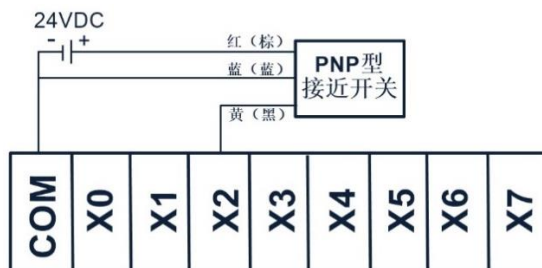 24VDC
- +
红（棕）
蓝（蓝）
黄（黑）
PNP型
接近开关
COM
X0
X1
X2
X3
X4
X5
X6
X7